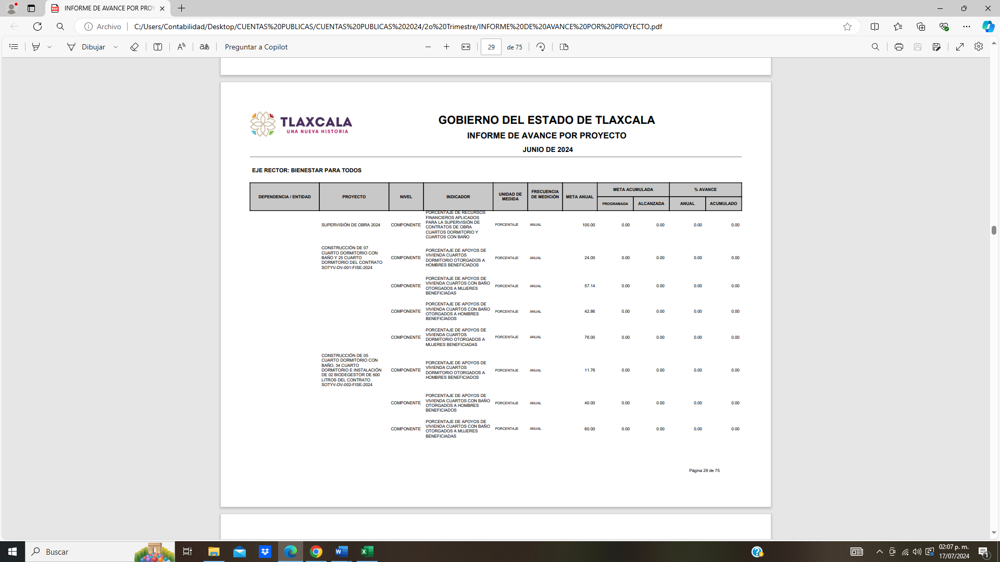 INFORME DE AVANCE POR PROY
Archivo
C:/Users/Contabilidad/Desktop/CUENTAS%20PUBLICAS/CUENTAS%20PUBLICAS%202024/2o%20Trimestre/INFORME%20DE%20AVANCE%20POR%20PROYECTO.pdf
Dibujar
Preguntar a Copilot
29 de 75
TLAXCALA
UNA NUEVA HISTORIA
GOBIERNO DEL ESTADO DE TLAXCALA
INFORME DE AVANCE POR PROYECTO
JUNIO DE 2024
EJE RECTOR: BIENESTAR PARA TODOS
DEPENDENCIA / ENTIDAD
PROYECTO
NIVEL
INDICADOR
UNIDAD DE
MEDIDA
FRECUENCIA
DE MEDICIÓN
META ANUAL
META ACUMULADA
PROGRAMADA
ALCANZADA
% AVANCE
ANUAL
ACUMULADO
SUPERVISIÓN DE OBRA 2024
COMPONENTE
PORCENTAJE DE RECURSOS
FINANCIEROS APLICADOS
PARA LA SUPERVISIÓN DE
CONTRATOS DE OBRA
CUARTOS DORMITORIO Y
CUARTOS CON BAÑO
PORCENTAJE ANUAL 100.00 0.00 0.00 0.00 0.00
CONSTRUCCIÓN DE 07
CUARTO DORMITORIO CON
BAÑO Y 25 CUARTO
DORMITORIO DEL CONTRATO
SOTYV-DV-001-FISE-2024
COMPONENTE
PORCENTAJE DE APOYOS DE
VIVIENDA CUARTOS
DORMITORIO OTORGADOS A
HOMBRES BENEFICIADOS
PORCENTAJE ANUAL 24.00 0.00 0.00 0.00 0.00
COMPONENTE
PORCENTAJE DE APOYOS DE
VIVIENDA CUARTOS CON BAÑO
OTORGADOS A MUJERES
BENEFICIADAS
PORCENTAJE ANUAL 57.14 0.00 0.00 0.00 0.00
COMPONENTE
PORCENTAJE DE APOYOS DE
VIVIENDA CUARTOS CON BAÑO
OTORGADOS A HOMBRES
BENEFICIADOS
PORCENTAJE ANUAL 42.86 0.00 0.00 0.00 0.00
COMPONENTE
PORCENTAJE DE APOYOS DE
VIVIENDA CUARTOS
DORMITORIO OTORGADOS A
MUJERES BENEFICIADAS
PORCENTAJE ANUAL 76.00 0.00 0.00 0.00 0.00
CONSTRUCCIÓN DE 05
CUARTO DORMITORIO CON
BAÑO, 34 CUARTO
DORMITORIO E INSTALACIÓN
DE 02 BIODEGESTOR DE 600
LITROS DEL CONTRATO
SOTYV-DV-002-FISE-2024
COMPONENTE
PORCENTAJE DE APOYOS DE
VIVIENDA CUARTOS
DORMITORIO OTORGADOS A
HOMBRES BENEFICIADOS
PORCENTAJE ANUAL 11.76 0.00 0.00 0.00 0.00
COMPONENTE
PORCENTAJE DE APOYOS DE
VIVIENDA CUARTOS CON BAÑO
OTORGADOS A HOMBRES
BENEFICIADOS
PORCENTAJE ANUAL 40.00 0.00 0.00 0.00 0.00
COMPONENTE
PORCENTAJE DE APOYOS DE
VIVIENDA CUARTOS CON BAÑO
OTORGADOS A MUJERES
BENEFICIADAS
PORCENTAJE ANUAL 60.00 0.00 0.00 0.00 0.00
Página 29 de 75
Buscar
02:07 p. m.
17/07/2024
1